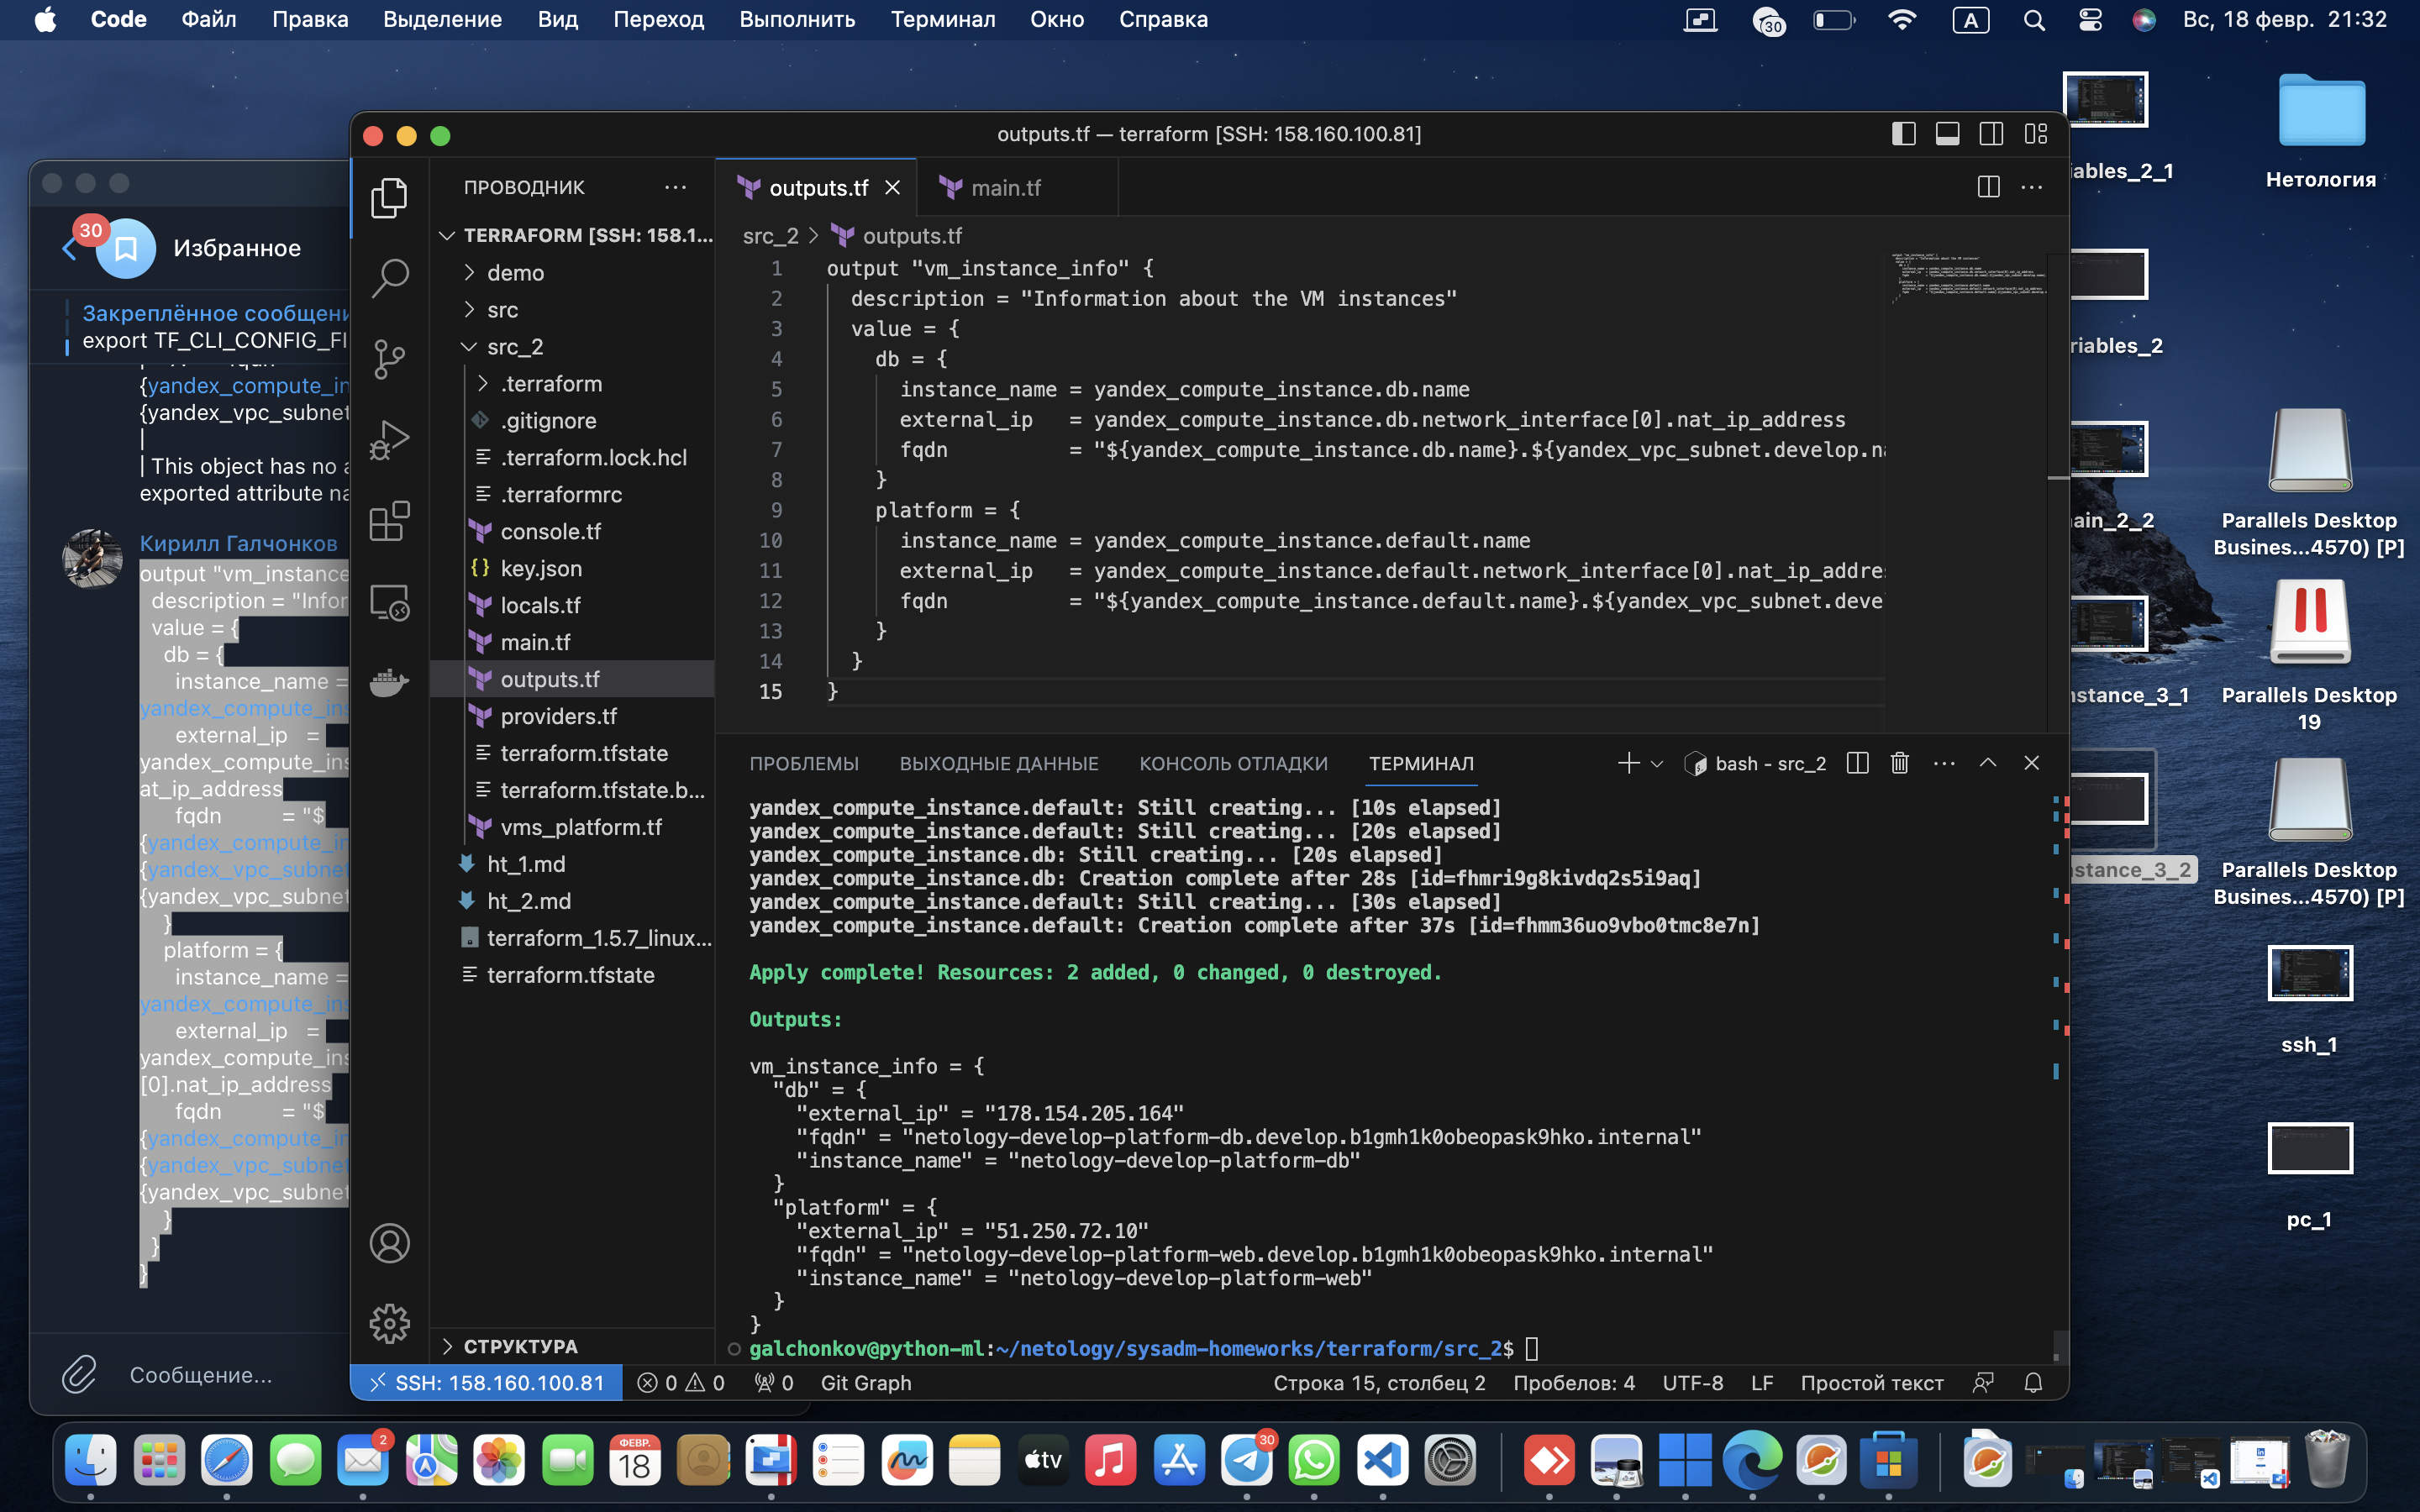 Code Файл Правка Выделение Вид Переход Выполнить Терминал Окно Справка 30 A Вс, 18 февр. 21:32
30
Избранное
Закреплённое сообщени
export TF_CLI_CONFIG_FI
{yandex_compute_in
{yandex_vpc_subnet
|
| This object has no a
exported attribute na
Кирилл Галчонков
output "vm_instance
description = "Infor
value = {
db = {
instance_name =
yandex_compute_ins
external_ip =
yandex_compute_ins
at_ip_address
fqdn = "$
{yandex_compute_in
{yandex_vpc_subnet
{yandex_vpc_subnet
}
platform = {
instance_name =
yandex_compute_ins
external_ip =
yandex_compute_ins
[0].nat_ip_address
fqdn = "$
{yandex_compute_in
{yandex_vpc_subnet
{yandex_vpc_subnet
}
}
}
Сообщение...
outputs.tf — terraform [SSH: 158.160.100.81]
ПРОВОДНИК
TERRAFORM [SSH: 158.1...
demo
src
src_2
.terraform
.gitignore
.terraform.lock.hcl
.terraformrc
console.tf
{} key.json
locals.tf
main.tf
outputs.tf
providers.tf
terraform.tfstate
terraform.tfstate.b...
vms_platform.tf
ht_1.md
ht_2.md
terraform_1.5.7_linux...
terraform.tfstate
СТРУКТУРА
outputs.tf main.tf
src_2 > outputs.tf
1 output "vm_instance_info" {
2 description = "Information about the VM instances"
3 value = {
4 db = {
5 instance_name = yandex_compute_instance.db.name
6 external_ip = yandex_compute_instance.db.network_interface[0].nat_ip_address
7 fqdn = "${yandex_compute_instance.db.name}.${yandex_vpc_subnet.develop.na
8 }
9 platform = {
10 instance_name = yandex_compute_instance.default.name
11 external_ip = yandex_compute_instance.default.network_interface[0].nat_ip_addre
12 fqdn = "${yandex_compute_instance.default.name}.${yandex_vpc_subnet.deve
13 }
14 }
15 }
ПРОБЛЕМЫ ВЫХОДНЫЕ ДАННЫЕ КОНСОЛЬ ОТЛАДКИ ТЕРМИНАЛ bash - src_2
yandex_compute_instance.default: Still creating... [10s elapsed]
yandex_compute_instance.default: Still creating... [20s elapsed]
yandex_compute_instance.db: Still creating... [20s elapsed]
yandex_compute_instance.db: Creation complete after 28s [id=fhmri9g8kivdq2s5i9aq]
yandex_compute_instance.default: Still creating... [30s elapsed]
yandex_compute_instance.default: Creation complete after 37s [id=fhmm36uo9vbo0tmc8e7n]
Apply complete! Resources: 2 added, 0 changed, 0 destroyed.
Outputs:
vm_instance_info = {
"db" = {
"external_ip" = "178.154.205.164"
"fqdn" = "netology-develop-platform-db.develop.b1gmh1k0obeopask9hko.internal"
"instance_name" = "netology-develop-platform-db"
}
"platform" = {
"external_ip" = "51.250.72.10"
"fqdn" = "netology-develop-platform-web.develop.b1gmh1k0obeopask9hko.internal"
"instance_name" = "netology-develop-platform-web"
}
}
galchonkov@python-ml:~/netology/sysadm-homeworks/terraform/src_2$
SSH: 158.160.100.81 0 0 0 Git Graph Строка 15, столбец 2 Пробелов: 4 UTF-8 LF Простой текст
iables_2_1
Нетология
riables_2
ain_2_2
Parallels Desktop
Busines...4570) [P]
nstance_3_1
Parallels Desktop
19
nstance_3_2
Parallels Desktop
Busines...4570) [P]
ssh_1
pc_1
2
ФЕВР.
18
tv
30